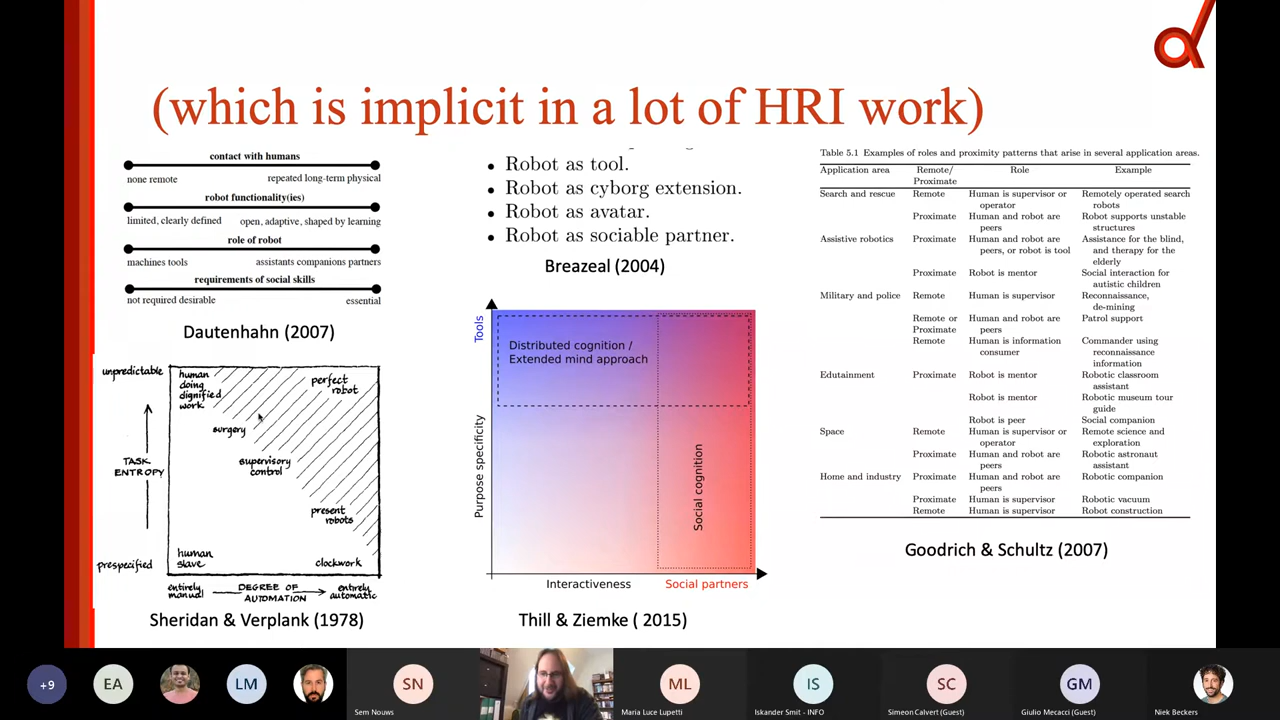 (which is implicit in a lot of HRI work)
contact with humans
none remote
repeated long-term physical
robot functionality(ies)
limited, clearly defined
open, adaptive, shaped by learning
role of robot
machines tools
assistants companions partners
requirements of social skills
not required desirable
essential
Dautenhahn (2007)
unpredictable
TASK
ENTROPY
prespecified
human
doing
dignified
work
perfect
robot
surgery
supervisory
control
present
robots
human
slave
clockwork
entirely
manual
DEGREE OF
AUTOMATION
entirely
automatic
Sheridan & Verplank (1978)
• Robot as tool.
• Robot as cyborg extension.
• Robot as avatar.
• Robot as sociable partner.
Breazeal (2004)
Tools
Purpose specificity
Distributed cognition /
Extended mind approach
Social cognition
Interactiveness
Social partners
Thill & Ziemke ( 2015)
Table 5.1 Examples of roles and proximity patterns that arise in several application areas.
Application area Remote/ Role Example
Proximate
Search and rescue Remote Human is supervisor or Remotely operated search
operator robots
Proximate Human and robot are Robot supports unstable
peers structures
Assistive robotics Proximate Human and robot are Assistance for the blind,
peers, or robot is tool and therapy for the
elderly
Proximate Robot is mentor Social interaction for
autistic children
Military and police Remote Human is supervisor Reconnaissance,
de-mining
Remote or Human and robot are Patrol support
Proximate peers
Remote Human is information Commander using
consumer reconnaissance
information
Edutainment Proximate Robot is mentor Robotic classroom
assistant
Robot is mentor Robotic museum tour
guide
Robot is peer Social companion
Space Remote Human is supervisor or Remote science and
operator exploration
Proximate Human and robot are Robotic astronaut
peers assistant
Home and industry Proximate Human and robot are Robotic companion
peers
Proximate Human is supervisor Robotic vacuum
Remote Human is supervisor Robot construction
Goodrich & Schultz (2007)
+9
EA
LM
SN
Sem Nouws
ML
Maria Luce Lupetti
IS
Iskander Smit - INFO
SC
Simeon Calvert (Guest)
GM
Giulio Mecacci (Guest)
Niek Beckers